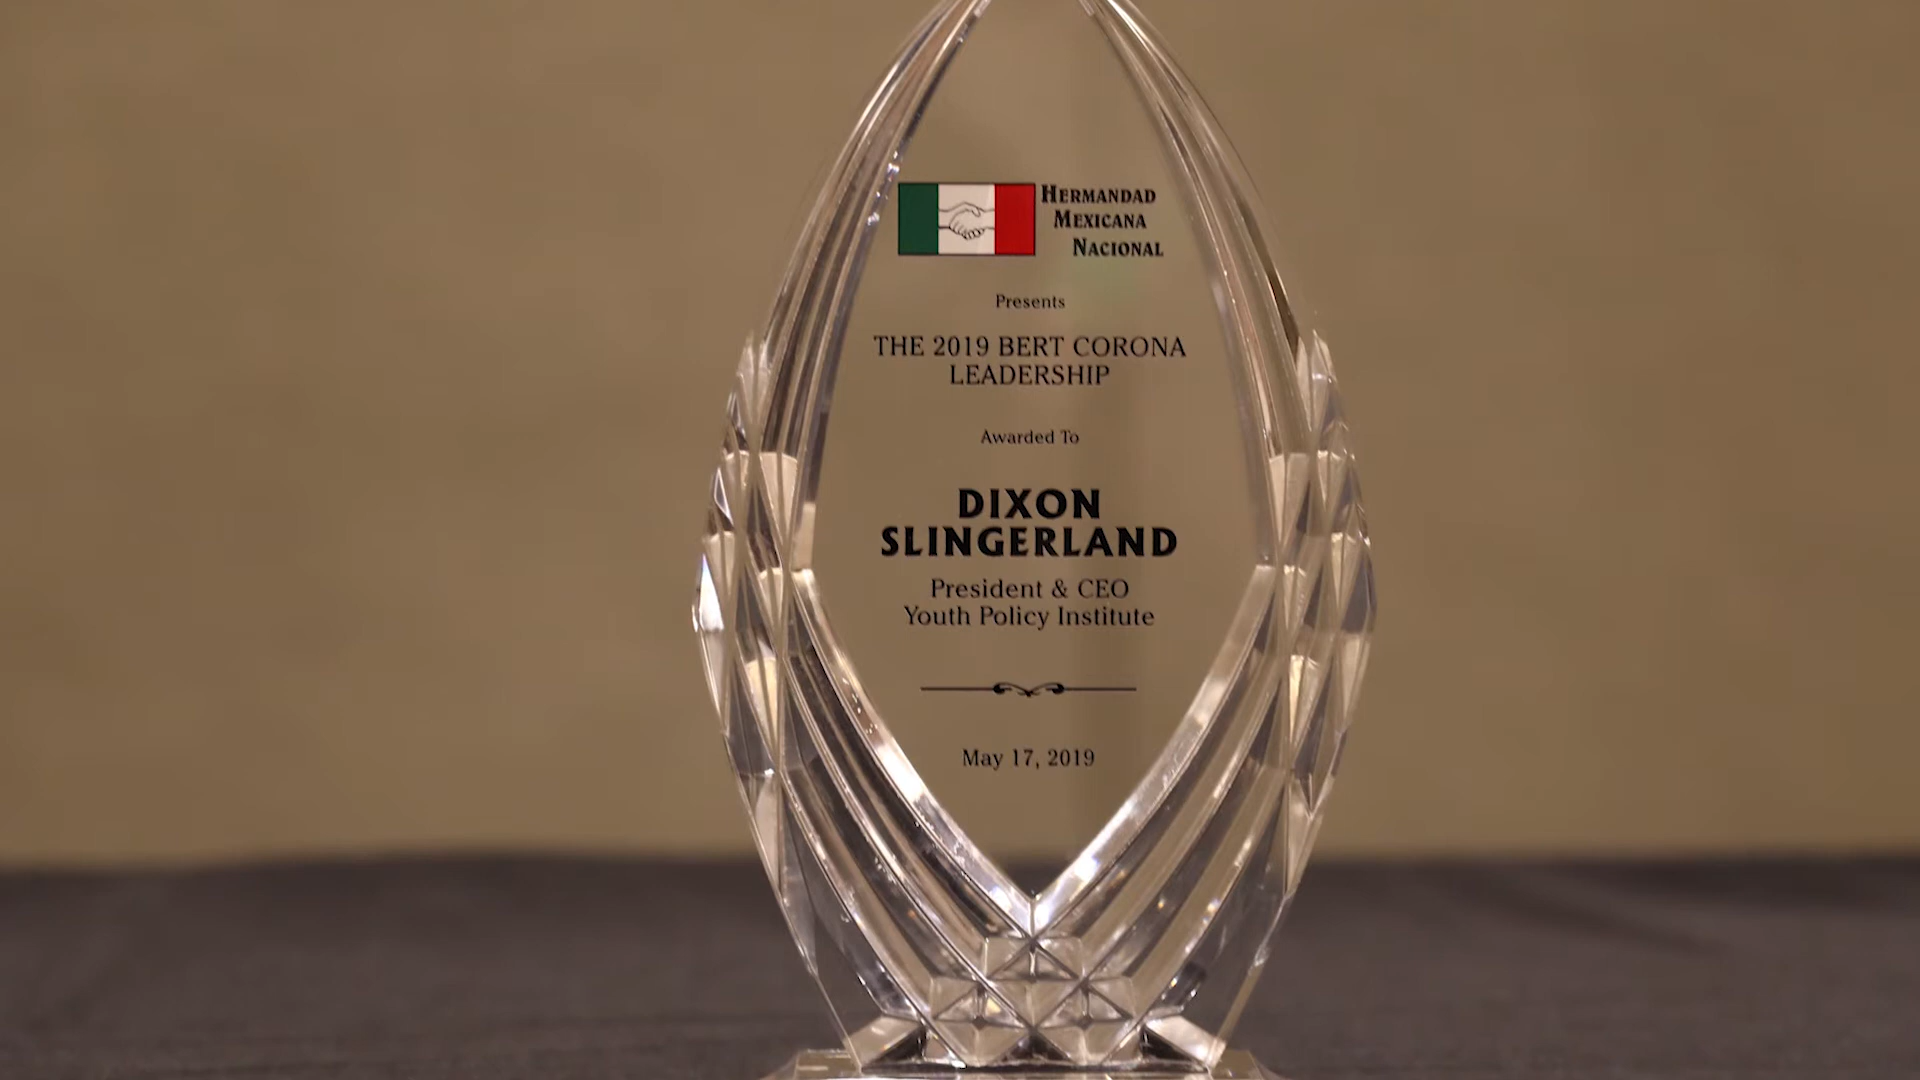 HERMANDAD
MEXICANA
NACIONAL
Presents
THE 2019 BERT CORONA
LEADERSHIP
Awarded To
DIXON
SLINGERLAND
President & CEO
Youth Policy Institute
May 17, 2019